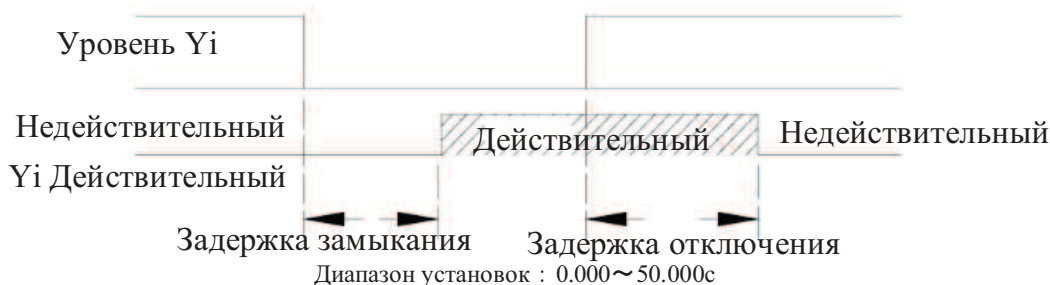 Уровень Yi
Недействительный Действительный Недействительный
Yi Действительный
Задержка замыкания Задержка отключения
Диапазон установок : 0.000～50.000с